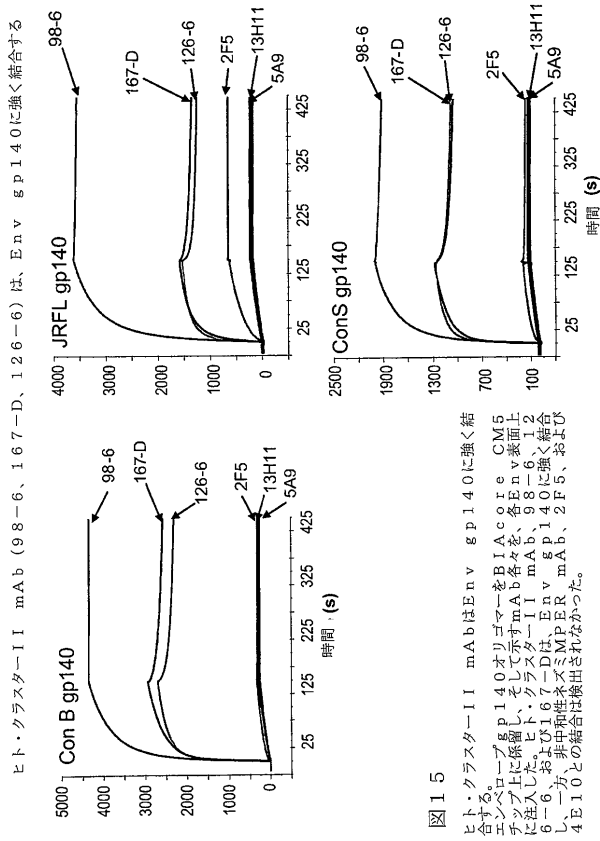 ヒト・クラスターII mAb (98-6、167-D、126-6) は、Env gp140に強く結合する
Con B gp140
5000
4000
3000
2000
1000
0
25
125
225
325
425
時間 (s)
98-6
167-D
126-6
2F5
13H11
5A9
JRFL gp140
4000
3000
2000
1000
0
25
125
225
325
425
98-6
167-D
126-6
2F5
13H11
5A9
ConS gp140
2500
1900
1300
700
100
25
125
225
325
425
時間 (s)
98-6
167-D
126-6
2F5
13H11
5A9
図15
ヒト・クラスターII mAbはEnv gp140に強く結
合する。
エンベロープgp140オリゴマーをBIAcore CM5
チップ上に係留し、そして示すmAb各々を、各Env表面上
に注入した。ヒト・クラスターII mAb、98-6、12
6-6、および167-Dは、Env gp140に強く結合
し、一方、非中和性ネズミMPER mAb、2F5、および
4E10との結合は検出されなかった。